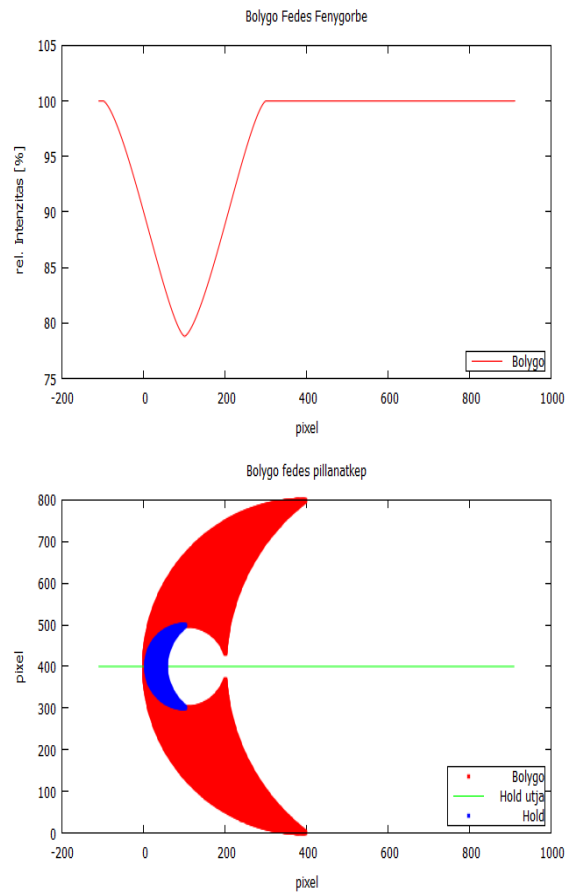 Bolygo Fedes Fenygorbe
105
100
95
90
85
80
75
rel. Intenzitas [%]
Bolygo
-200 0 200 400 600 800 1000
pixel
Bolygo fedes pillanatkep
800
700
600
500
400
300
200
100
0
pixel
Bolygo
Hold utja
Hold
-200 0 200 400 600 800 1000
pixel